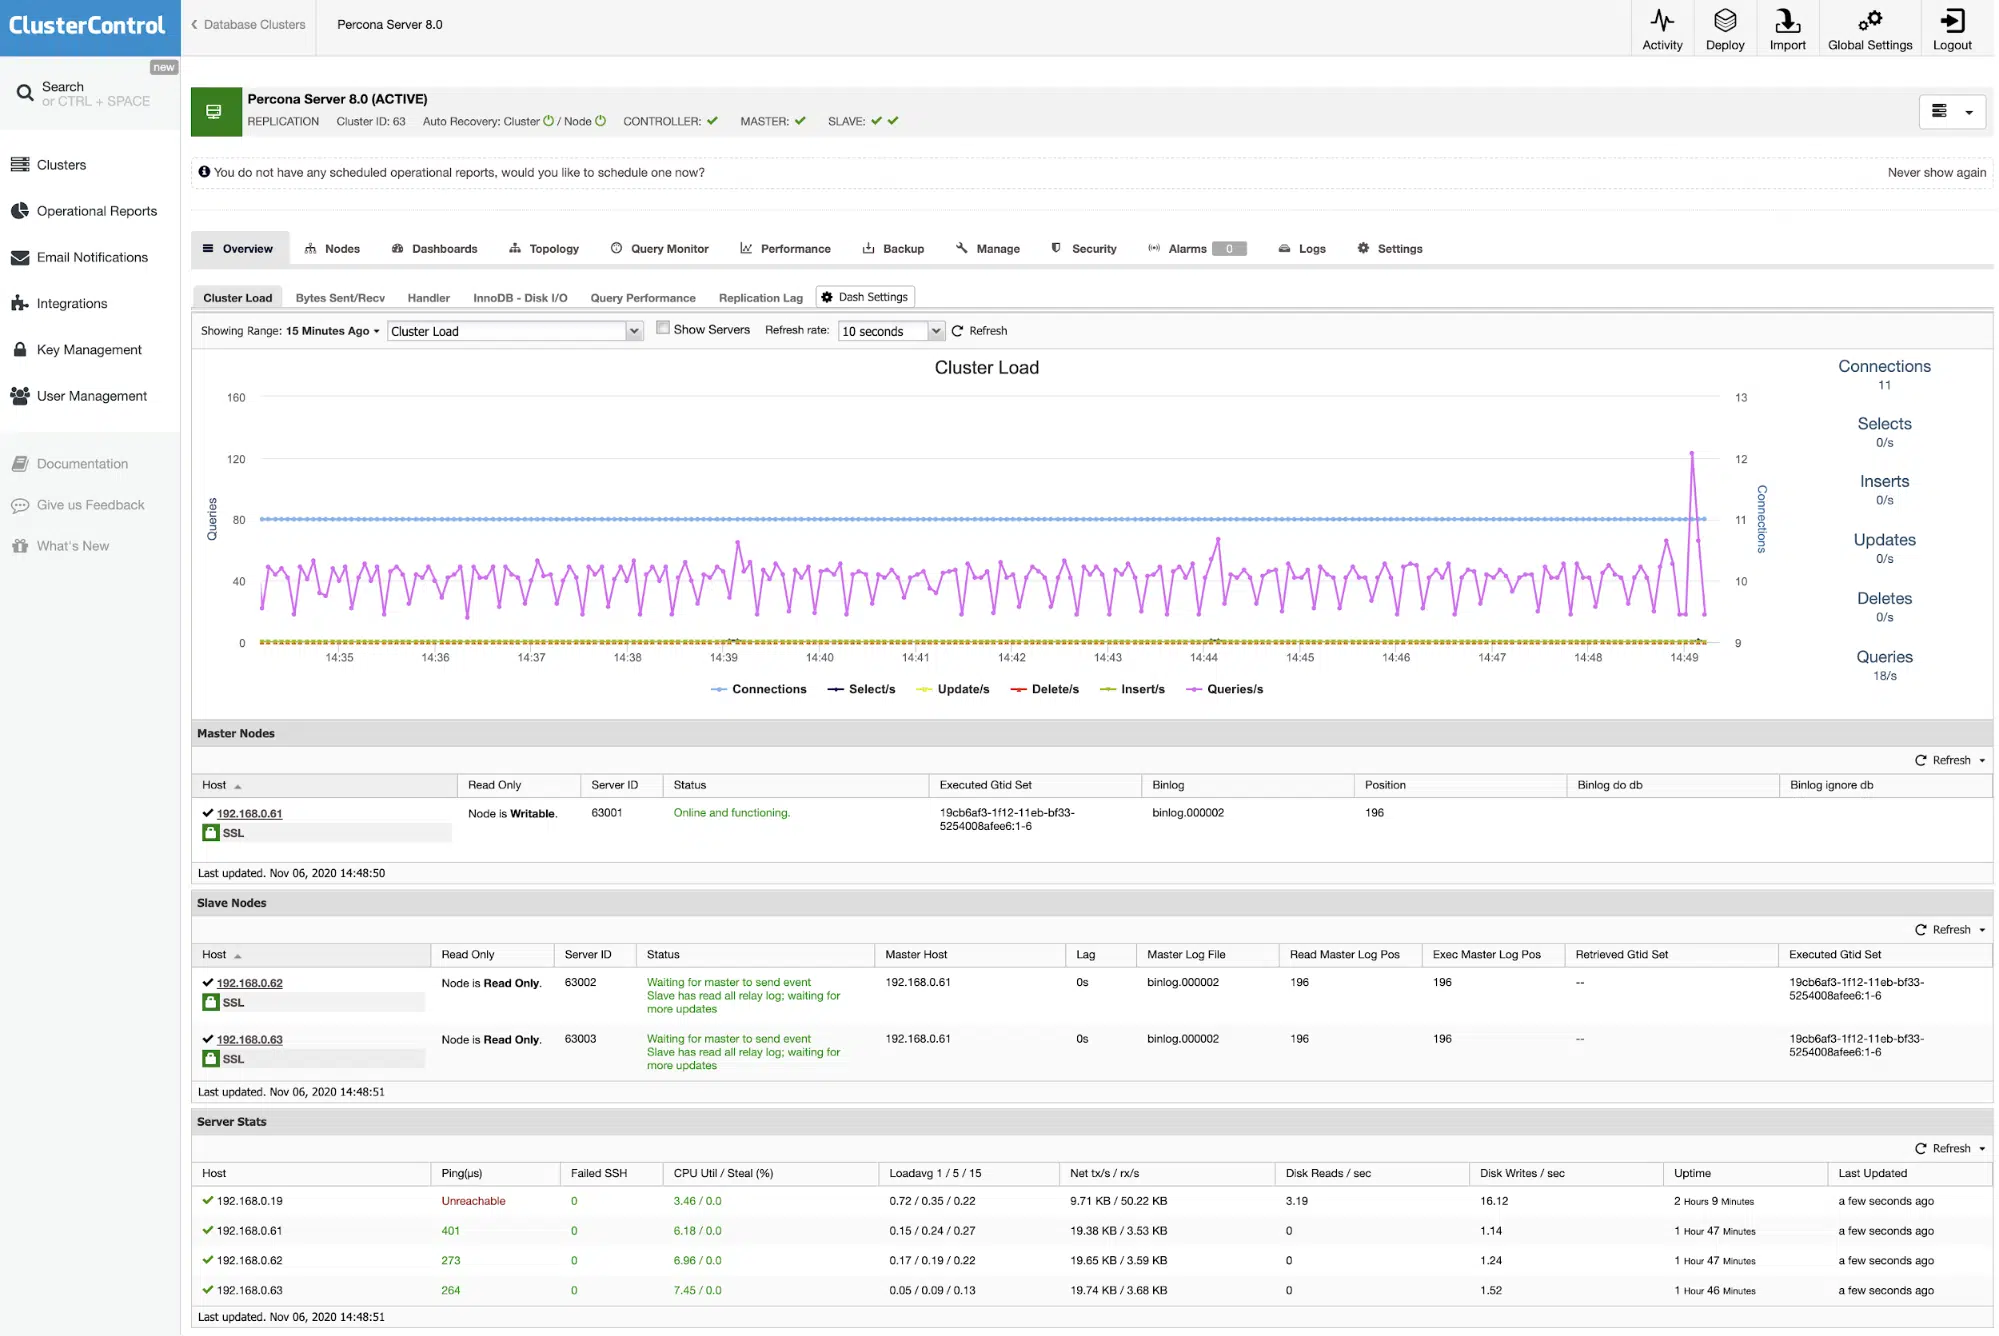 ClusterControl
Database Clusters
Percona Server 8.0
Activity
Deploy
Import
Global Settings
Logout
new
Search
or CTRL + SPACE
Clusters
Operational Reports
Email Notifications
Integrations
Key Management
User Management
Documentation
Give us Feedback
What's New
Percona Server 8.0 (ACTIVE)
REPLICATION Cluster ID: 63 Auto Recovery: Cluster / Node CONTROLLER: MASTER: SLAVE:
You do not have any scheduled operational reports, would you like to schedule one now? Never show again
Overview Nodes Dashboards Topology Query Monitor Performance Backup Manage Security Alarms 0 Logs Settings
Cluster Load Bytes Sent/Recv Handler InnoDB - Disk I/O Query Performance Replication Lag Dash Settings
Showing Range: 15 Minutes Ago Cluster Load Show Servers Refresh rate: 10 seconds Refresh
Cluster Load
160 13
120 12
80 11
40 10
0 9
Queries
Connections
14:35 14:36 14:37 14:38 14:39 14:40 14:41 14:42 14:43 14:44 14:45 14:46 14:47 14:48 14:49
Connections Select/s Update/s Delete/s Insert/s Queries/s
Connections
11
Selects
0/s
Inserts
0/s
Updates
0/s
Deletes
0/s
Queries
18/s
Master Nodes
Refresh
Host Read Only Server ID Status Executed Gtid Set Binlog Position Binlog do db Binlog ignore db
192.168.0.61 Node is Writable. 63001 Online and functioning. 19cb6af3-1f12-11eb-bf33- binlog.000002 196
5254008afee6:1-6
SSL
Last updated. Nov 06, 2020 14:48:50
Slave Nodes
Refresh
Host Read Only Server ID Status Master Host Lag Master Log File Read Master Log Pos Exec Master Log Pos Retrieved Gtid Set Executed Gtid Set
192.168.0.62 Node is Read Only. 63002 Waiting for master to send event 192.168.0.61 0s binlog.000002 196 196 -- 19cb6af3-1f12-11eb-bf33-
SSL Slave has read all relay log; waiting for 5254008afee6:1-6
more updates
192.168.0.63 Node is Read Only. 63003 Waiting for master to send event 192.168.0.61 0s binlog.000002 196 196 -- 19cb6af3-1f12-11eb-bf33-
SSL Slave has read all relay log; waiting for 5254008afee6:1-6
more updates
Last updated. Nov 06, 2020 14:48:51
Server Stats
Refresh
Host Ping(µs) Failed SSH CPU Util / Steal (%) Loadavg 1 / 5 / 15 Net tx/s / rx/s Disk Reads / sec Disk Writes / sec Uptime Last Updated
192.168.0.19 Unreachable 0 3.46 / 0.0 0.72 / 0.35 / 0.22 9.71 KB / 50.22 KB 3.19 16.12 2 Hours 9 Minutes a few seconds ago
192.168.0.61 401 0 6.18 / 0.0 0.15 / 0.24 / 0.27 19.38 KB / 3.53 KB 0 1.14 1 Hour 47 Minutes a few seconds ago
192.168.0.62 273 0 6.96 / 0.0 0.17 / 0.19 / 0.22 19.65 KB / 3.59 KB 0 1.24 1 Hour 47 Minutes a few seconds ago
192.168.0.63 264 0 7.45 / 0.0 0.05 / 0.09 / 0.13 19.74 KB / 3.68 KB 0 1.52 1 Hour 46 Minutes a few seconds ago
Last updated. Nov 06, 2020 14:48:51